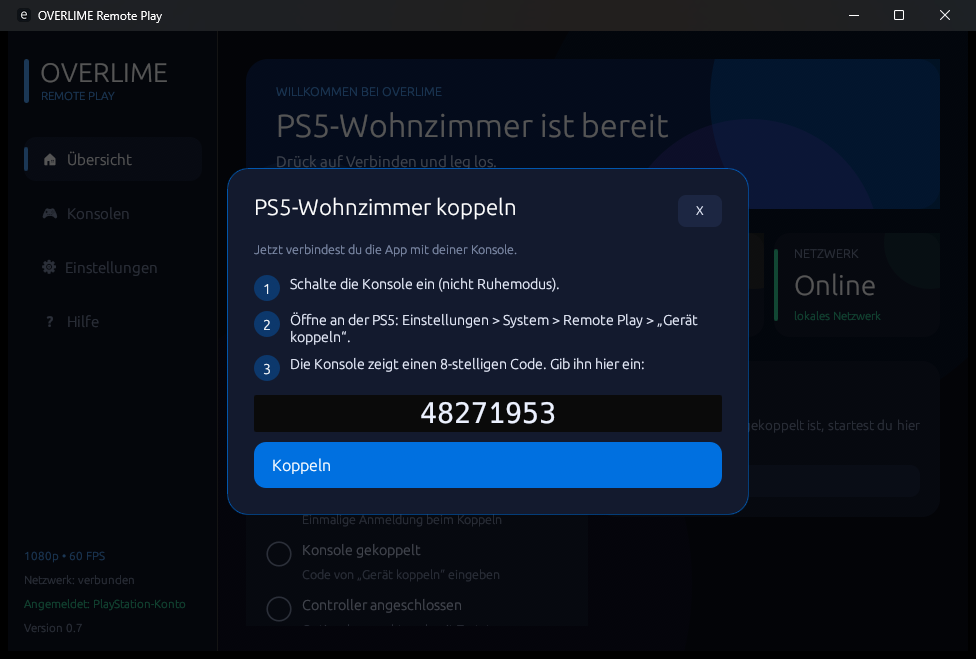 OVERLIME Remote Play
OVERLIME
REMOTE PLAY
Übersicht
Konsolen
Einstellungen
? Hilfe
1080p • 60 FPS
Netzwerk: verbunden
Angemeldet: PlayStation-Konto
Version 0.7
WILLKOMMEN BEI OVERLIME
PS5-Wohnzimmer ist bereit
Drück auf Verbinden und leg los.
NETZWERK
Online
lokales Netzwerk
PS5-Wohnzimmer koppeln
X
Jetzt verbindest du die App mit deiner Konsole.
1 Schalte die Konsole ein (nicht Ruhemodus).
2 Öffne an der PS5: Einstellungen > System > Remote Play > „Gerät
koppeln“.
3 Die Konsole zeigt einen 8-stelligen Code. Gib ihn hier ein:
48271953
Koppeln
gekoppelt ist, startest du hier
Einmalige Anmeldung beim Koppeln
Konsole gekoppelt
Code von „Gerät koppeln“ eingeben
Controller angeschlossen